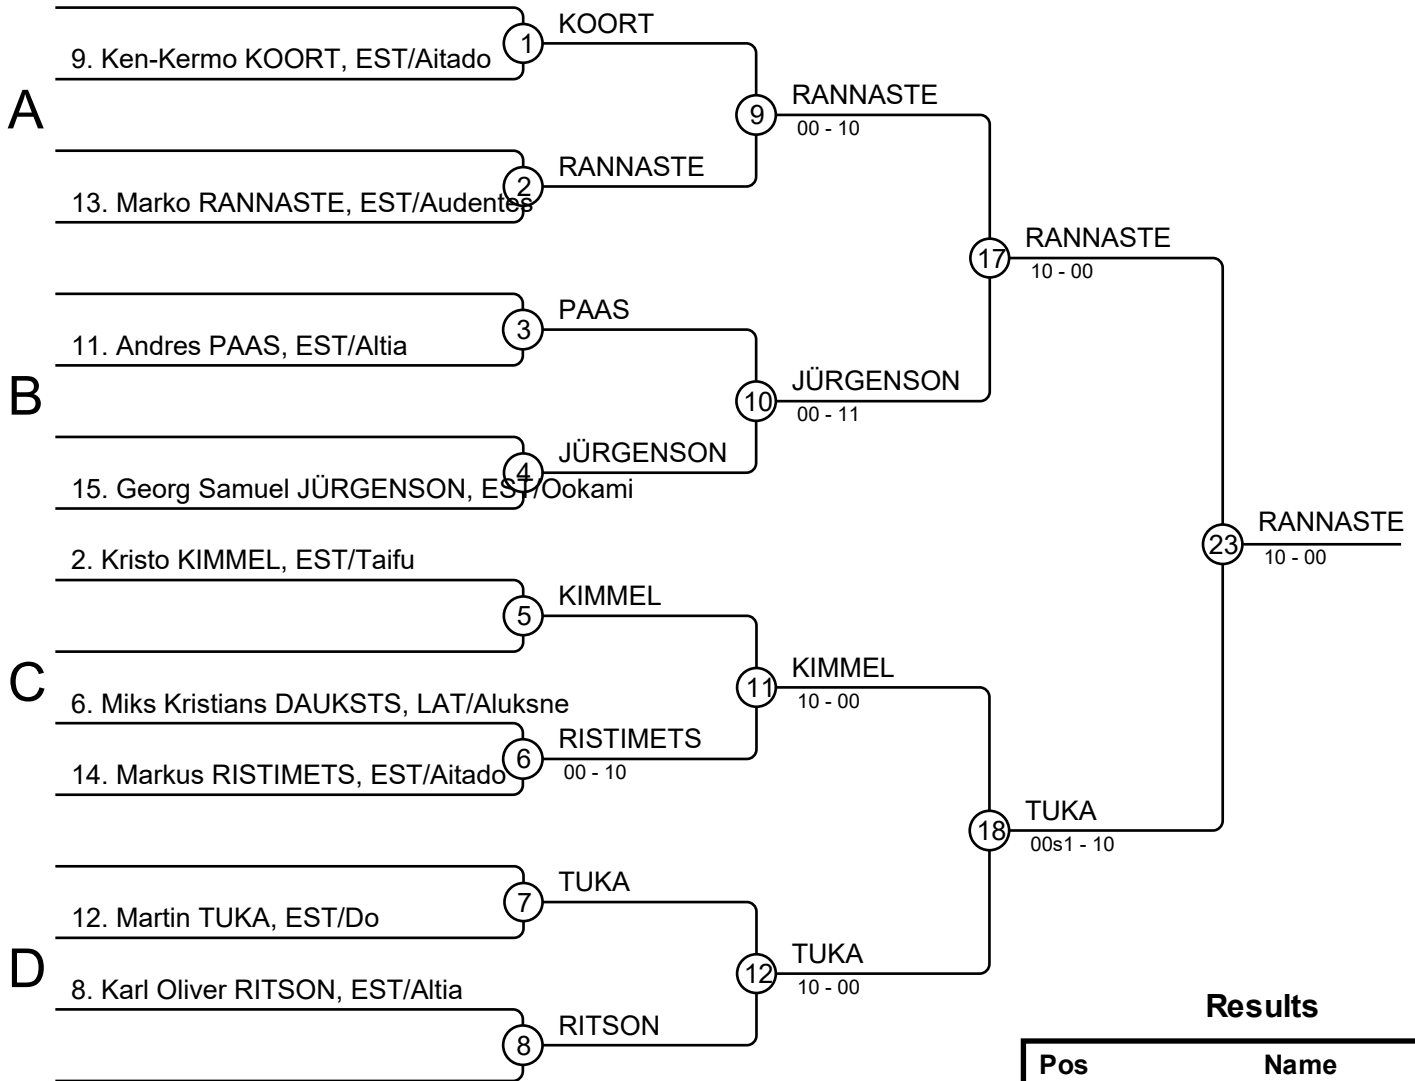 KOORT
1
9. Ken-Kermo KOORT, EST/Aitado
A
RANNASTE
9
00 - 10
RANNASTE
2
13. Marko RANNASTE, EST/Audentes
RANNASTE
17
10 - 00
PAAS
3
11. Andres PAAS, EST/Altia
B
JÜRGENSON
10
00 - 11
JÜRGENSON
4
15. Georg Samuel JÜRGENSON, EST/Ookami
RANNASTE
23
10 - 00
2. Kristo KIMMEL, EST/Taifu
KIMMEL
5
C
KIMMEL
11
10 - 00
6. Miks Kristians DAUKSTS, LAT/Aluksne
RISTIMETS
6
00 - 10
14. Markus RISTIMETS, EST/Aitado
TUKA
18
00s1 - 10
TUKA
7
12. Martin TUKA, EST/Do
D
TUKA
12
10 - 00
8. Karl Oliver RITSON, EST/Altia
RITSON
8
Results
Pos Name